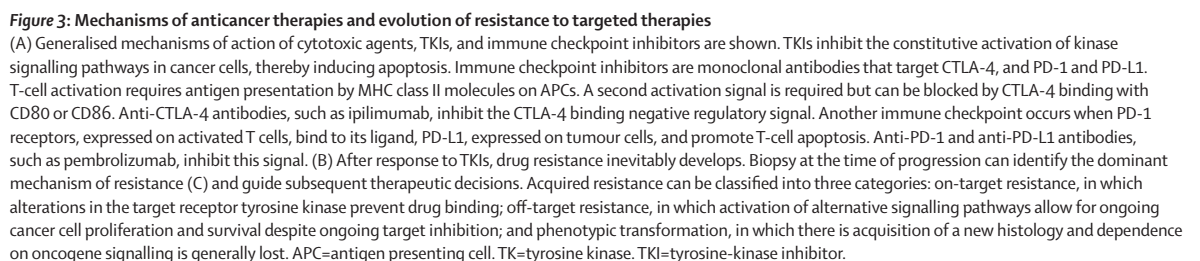 Figure 3: Mechanisms of anticancer therapies and evolution of resistance to targeted therapies
(A) Generalised mechanisms of action of cytotoxic agents, TKIs, and immune checkpoint inhibitors are shown. TKIs inhibit the constitutive activation of kinase
signalling pathways in cancer cells, thereby inducing apoptosis. Immune checkpoint inhibitors are monoclonal antibodies that target CTLA-4, and PD-1 and PD-L1.
T-cell activation requires antigen presentation by MHC class II molecules on APCs. A second activation signal is required but can be blocked by CTLA-4 binding with
CD80 or CD86. Anti-CTLA-4 antibodies, such as ipilimumab, inhibit the CTLA-4 binding negative regulatory signal. Another immune checkpoint occurs when PD-1
receptors, expressed on activated T cells, bind to its ligand, PD-L1, expressed on tumour cells, and promote T-cell apoptosis. Anti-PD-1 and anti-PD-L1 antibodies,
such as pembrolizumab, inhibit this signal. (B) After response to TKIs, drug resistance inevitably develops. Biopsy at the time of progression can identify the dominant
mechanism of resistance (C) and guide subsequent therapeutic decisions. Acquired resistance can be classified into three categories: on-target resistance, in which
alterations in the target receptor tyrosine kinase prevent drug binding; off-target resistance, in which activation of alternative signalling pathways allow for ongoing
cancer cell proliferation and survival despite ongoing target inhibition; and phenotypic transformation, in which there is acquisition of a new histology and dependence
on oncogene signalling is generally lost. APC=antigen presenting cell. TK=tyrosine kinase. TKI=tyrosine-kinase inhibitor.